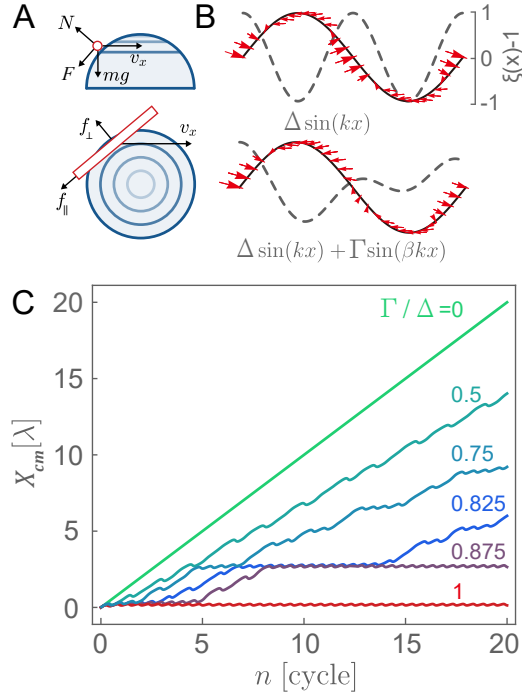 A
N
v_x
F
mg
f_⊥
v_x
f_∥
B
1
0
-1
ξ(x)-1
Δ sin(kx)
Δ sin(kx) + Γ sin(βkx)
C
20
15
10
5
0
X_cm[λ]
Γ / Δ =0
0.5
0.75
0.825
0.875
1
0
5
10
15
20
n [cycle]